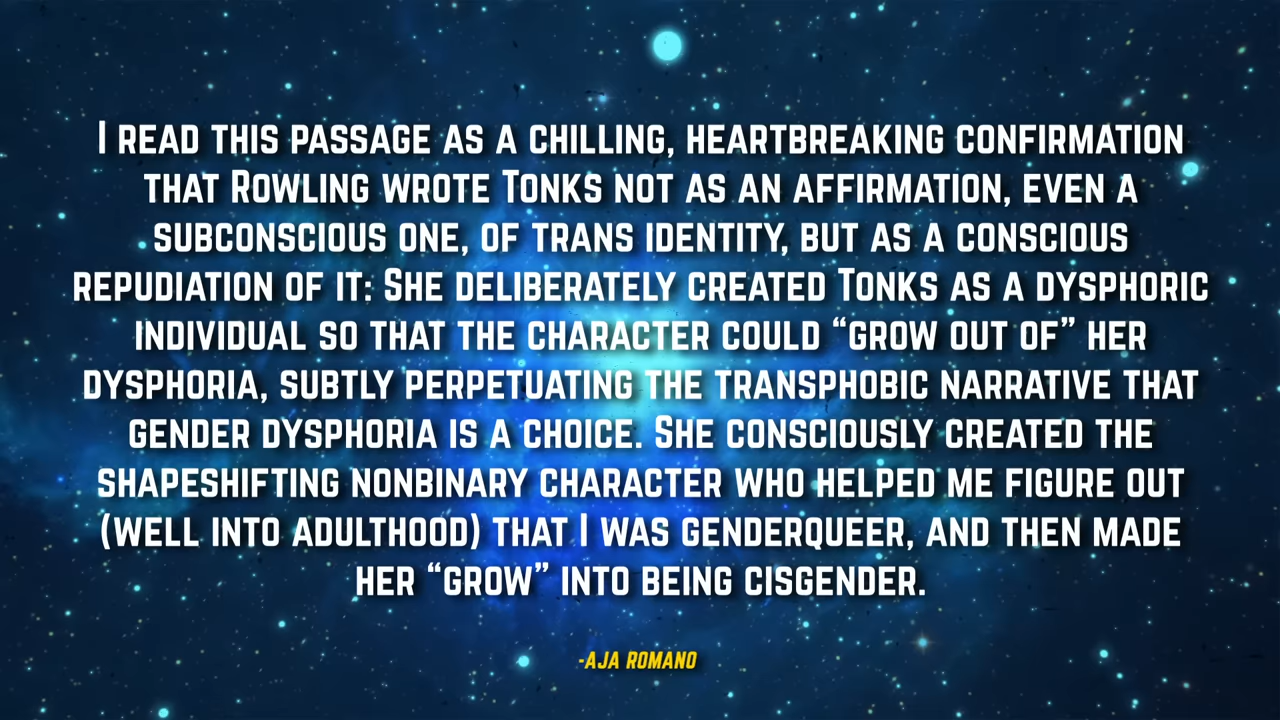 I READ THIS PASSAGE AS A CHILLING, HEARTBREAKING CONFIRMATION
THAT ROWLING WROTE TONKS NOT AS AN AFFIRMATION, EVEN A
SUBCONSCIOUS ONE, OF TRANS IDENTITY, BUT AS A CONSCIOUS
REPUDIATION OF IT: SHE DELIBERATELY CREATED TONKS AS A DYSPHORIC
INDIVIDUAL SO THAT THE CHARACTER COULD “GROW OUT OF” HER
DYSPHORIA, SUBTLY PERPETUATING THE TRANSPHOBIC NARRATIVE THAT
GENDER DYSPHORIA IS A CHOICE. SHE CONSCIOUSLY CREATED THE
SHAPESHIFTING NONBINARY CHARACTER WHO HELPED ME FIGURE OUT
(WELL INTO ADULTHOOD) THAT I WAS GENDERQUEER, AND THEN MADE
HER “GROW” INTO BEING CISGENDER.
-AJA ROMANO